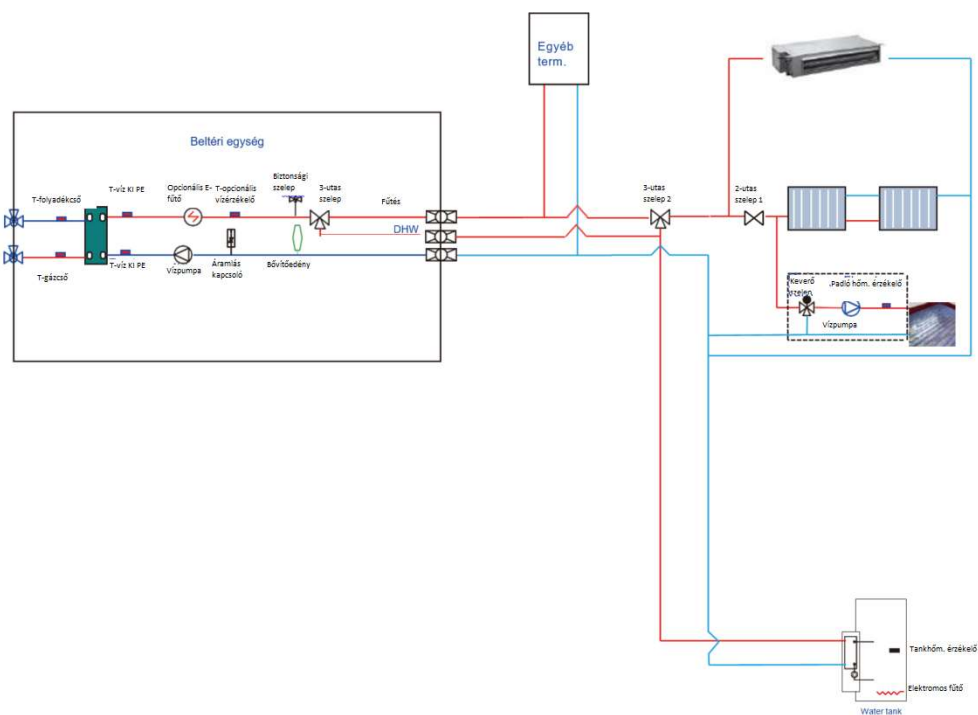 Egyéb
term.
Beltéri egység
T-folyadékcső
T-víz KI PE
Opcionális E-
fűtő
T-opcionális
vízérzékelő
Biztonsági
szelep
3-utas
szelep
Fűtés
DHW
T-gázcső
T-víz KI PE
Vízpumpa
Áramlás
kapcsoló
Bővítőedény
3-utas
szelep 2
2-utas
szelep 1
Keverő
szelep
Padló hőm. érzékelő
Vízpumpa
Tankhőm. érzékelő
Elektromos fűtő
Water tank